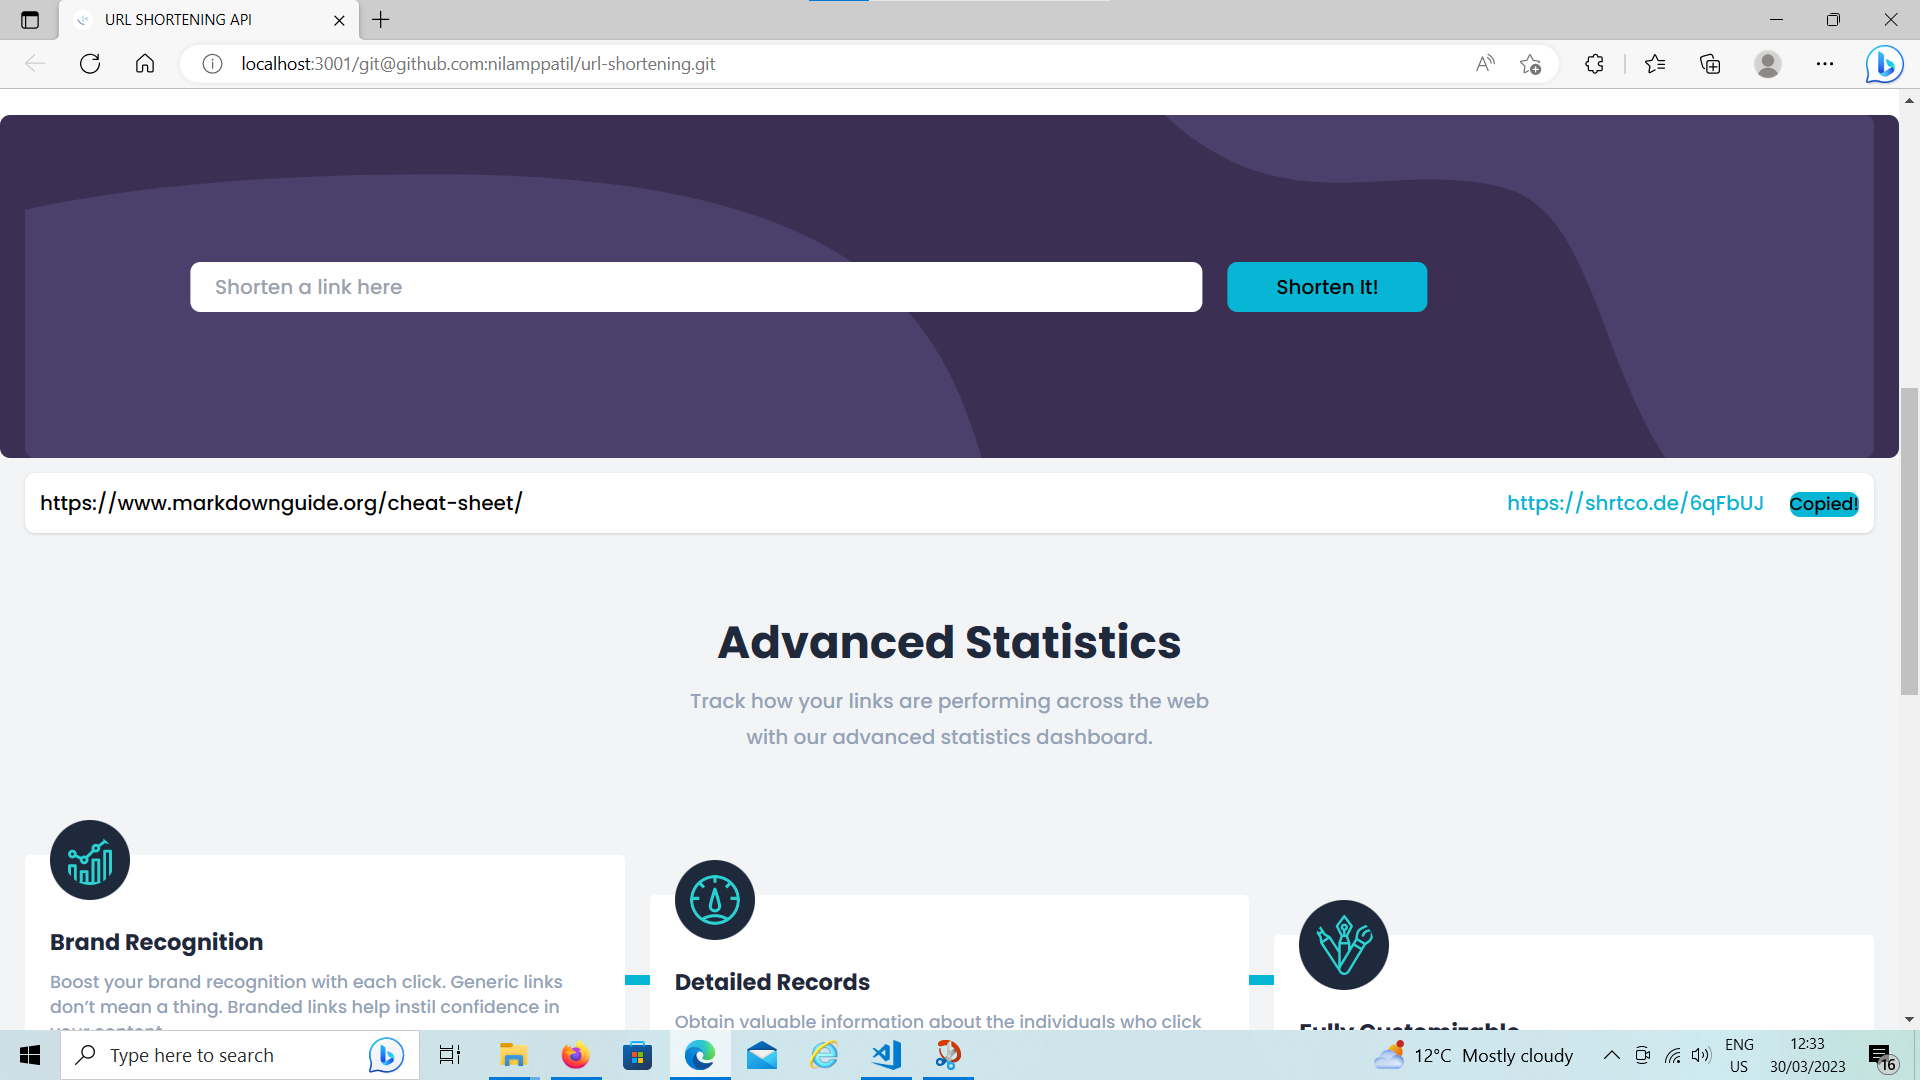 URL SHORTENING API
localhost:3001/git@github.com:nilamppatil/url-shortening.git
Shorten a link here
Shorten It!
https://www.markdownguide.org/cheat-sheet/
https://shrtco.de/6qFbUJ
Copied!
Advanced Statistics
Track how your links are performing across the web
with our advanced statistics dashboard.
Brand Recognition
Boost your brand recognition with each click. Generic links
don’t mean a thing. Branded links help instil confidence in
your content.
Detailed Records
Obtain valuable information about the individuals who click
Fully Customizable
Type here to search
12°C Mostly cloudy
ENG
US
12:33
30/03/2023
16